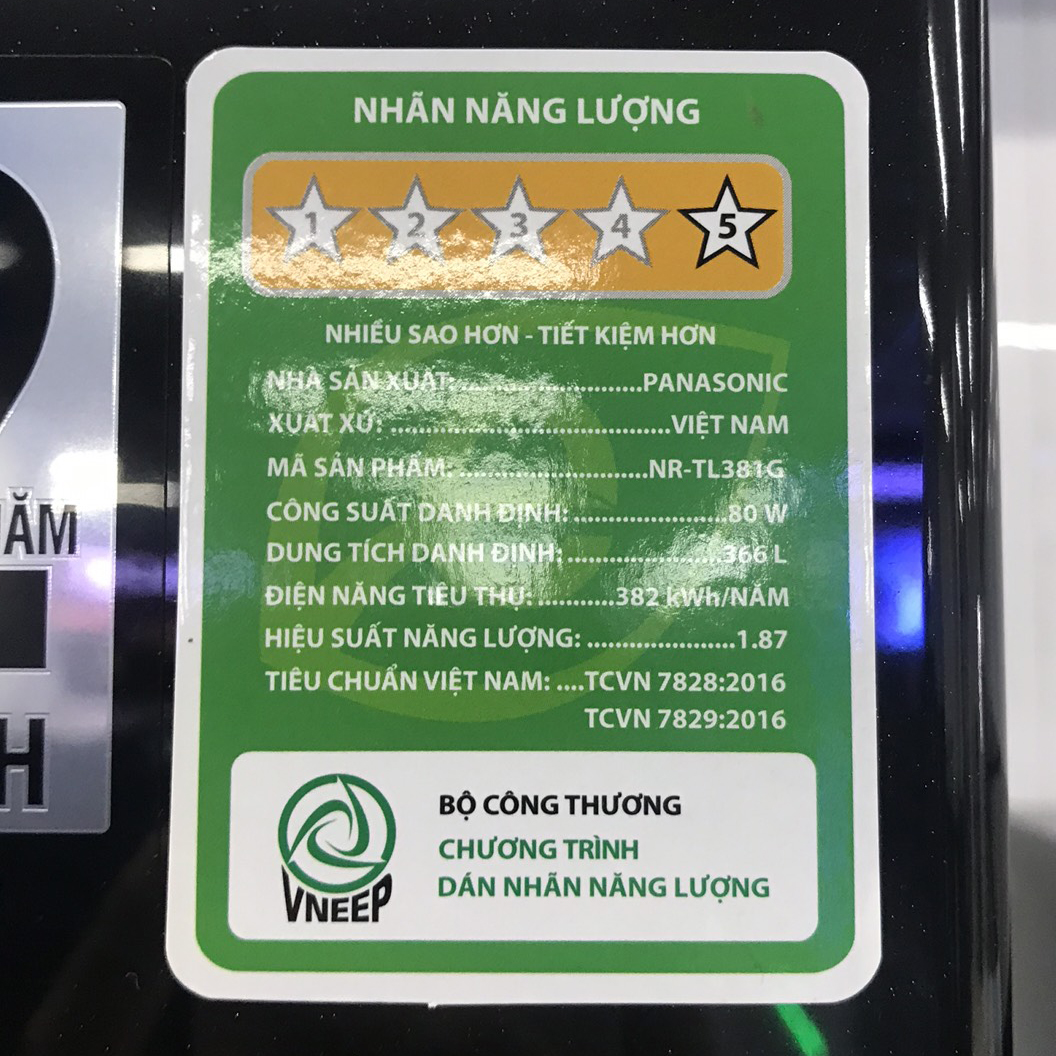 NHÃN NĂNG LƯỢNG
1 2 3 4 5
NHIỀU SAO HƠN - TIẾT KIỆM HƠN
NHÀ SẢN XUẤT: ........................PANASONIC
XUẤT XỨ: ....................................VIỆT NAM
MÃ SẢN PHẨM: ........................NR-TL381G
CÔNG SUẤT DANH ĐỊNH: ....................80 W
DUNG TÍCH DANH ĐỊNH: ....................366 L
ĐIỆN NĂNG TIÊU THỤ: ..........382 kWh/NĂM
HIỆU SUẤT NĂNG LƯỢNG: ...................1.87
TIÊU CHUẨN VIỆT NAM: ....TCVN 7828:2016
TCVN 7829:2016
VNEEP
BỘ CÔNG THƯƠNG
CHƯƠNG TRÌNH
DÁN NHÃN NĂNG LƯỢNG
ĂM
H